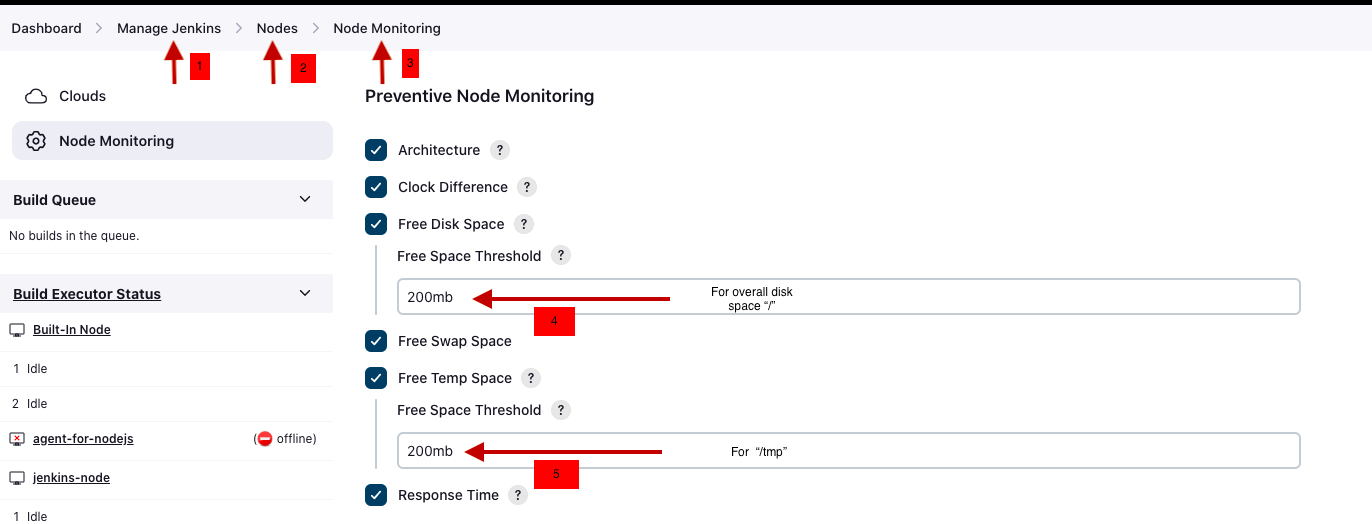 Dashboard > Manage Jenkins > Nodes > Node Monitoring
1
2
3
Clouds
Node Monitoring
Build Queue
No builds in the queue.
Build Executor Status
Built-In Node
1 Idle
2 Idle
agent-for-nodejs (offline)
jenkins-node
1 Idle
Preventive Node Monitoring
Architecture ?
Clock Difference ?
Free Disk Space ?
Free Space Threshold ?
200mb
For overall disk
space “/”
4
Free Swap Space
Free Temp Space ?
Free Space Threshold ?
200mb
For “/tmp”
5
Response Time ?